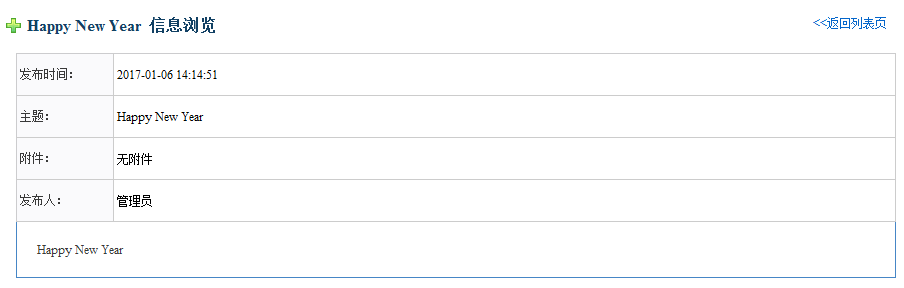 Happy New Year 信息浏览
<<返回列表页
发布时间：
2017-01-06 14:14:51
主题：
Happy New Year
附件：
无附件
发布人：
管理员
Happy New Year